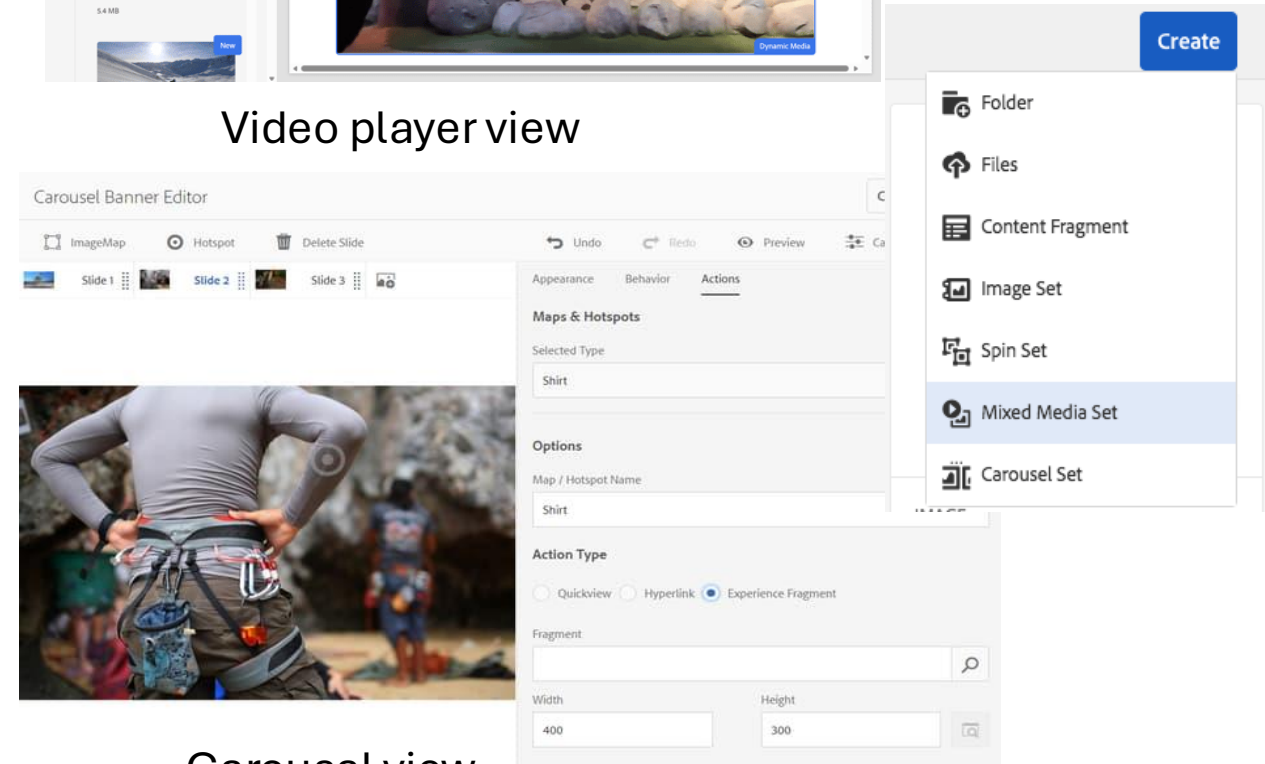 5.4 MB
New
Dynamic Media
Video player view
Carousel Banner Editor
ImageMap Hotspot Delete Slide Undo Redo Preview
Slide 1 Slide 2 Slide 3
Appearance Behavior Actions
Maps & Hotspots
Selected Type
Shirt
Options
Map / Hotspot Name
Shirt
Action Type
Quickview Hyperlink Experience Fragment
Fragment
Width Height
400 300
Carousel view
Create
Folder
Files
Content Fragment
Image Set
Spin Set
Mixed Media Set
Carousel Set